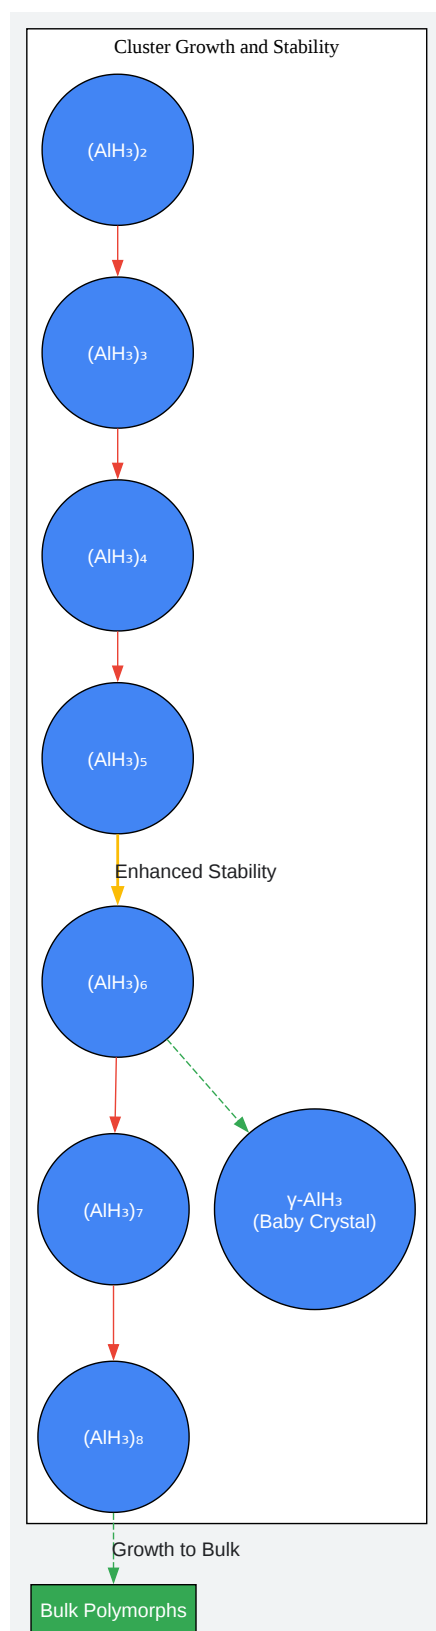 Cluster Growth and Stability
(AlH₃)₂
(AlH₃)₃
(AlH₃)₄
(AlH₃)₅
Enhanced Stability
(AlH₃)₆
(AlH₃)₇
γ-AlH₃
(Baby Crystal)
(AlH₃)₈
Growth to Bulk
Bulk Polymorphs